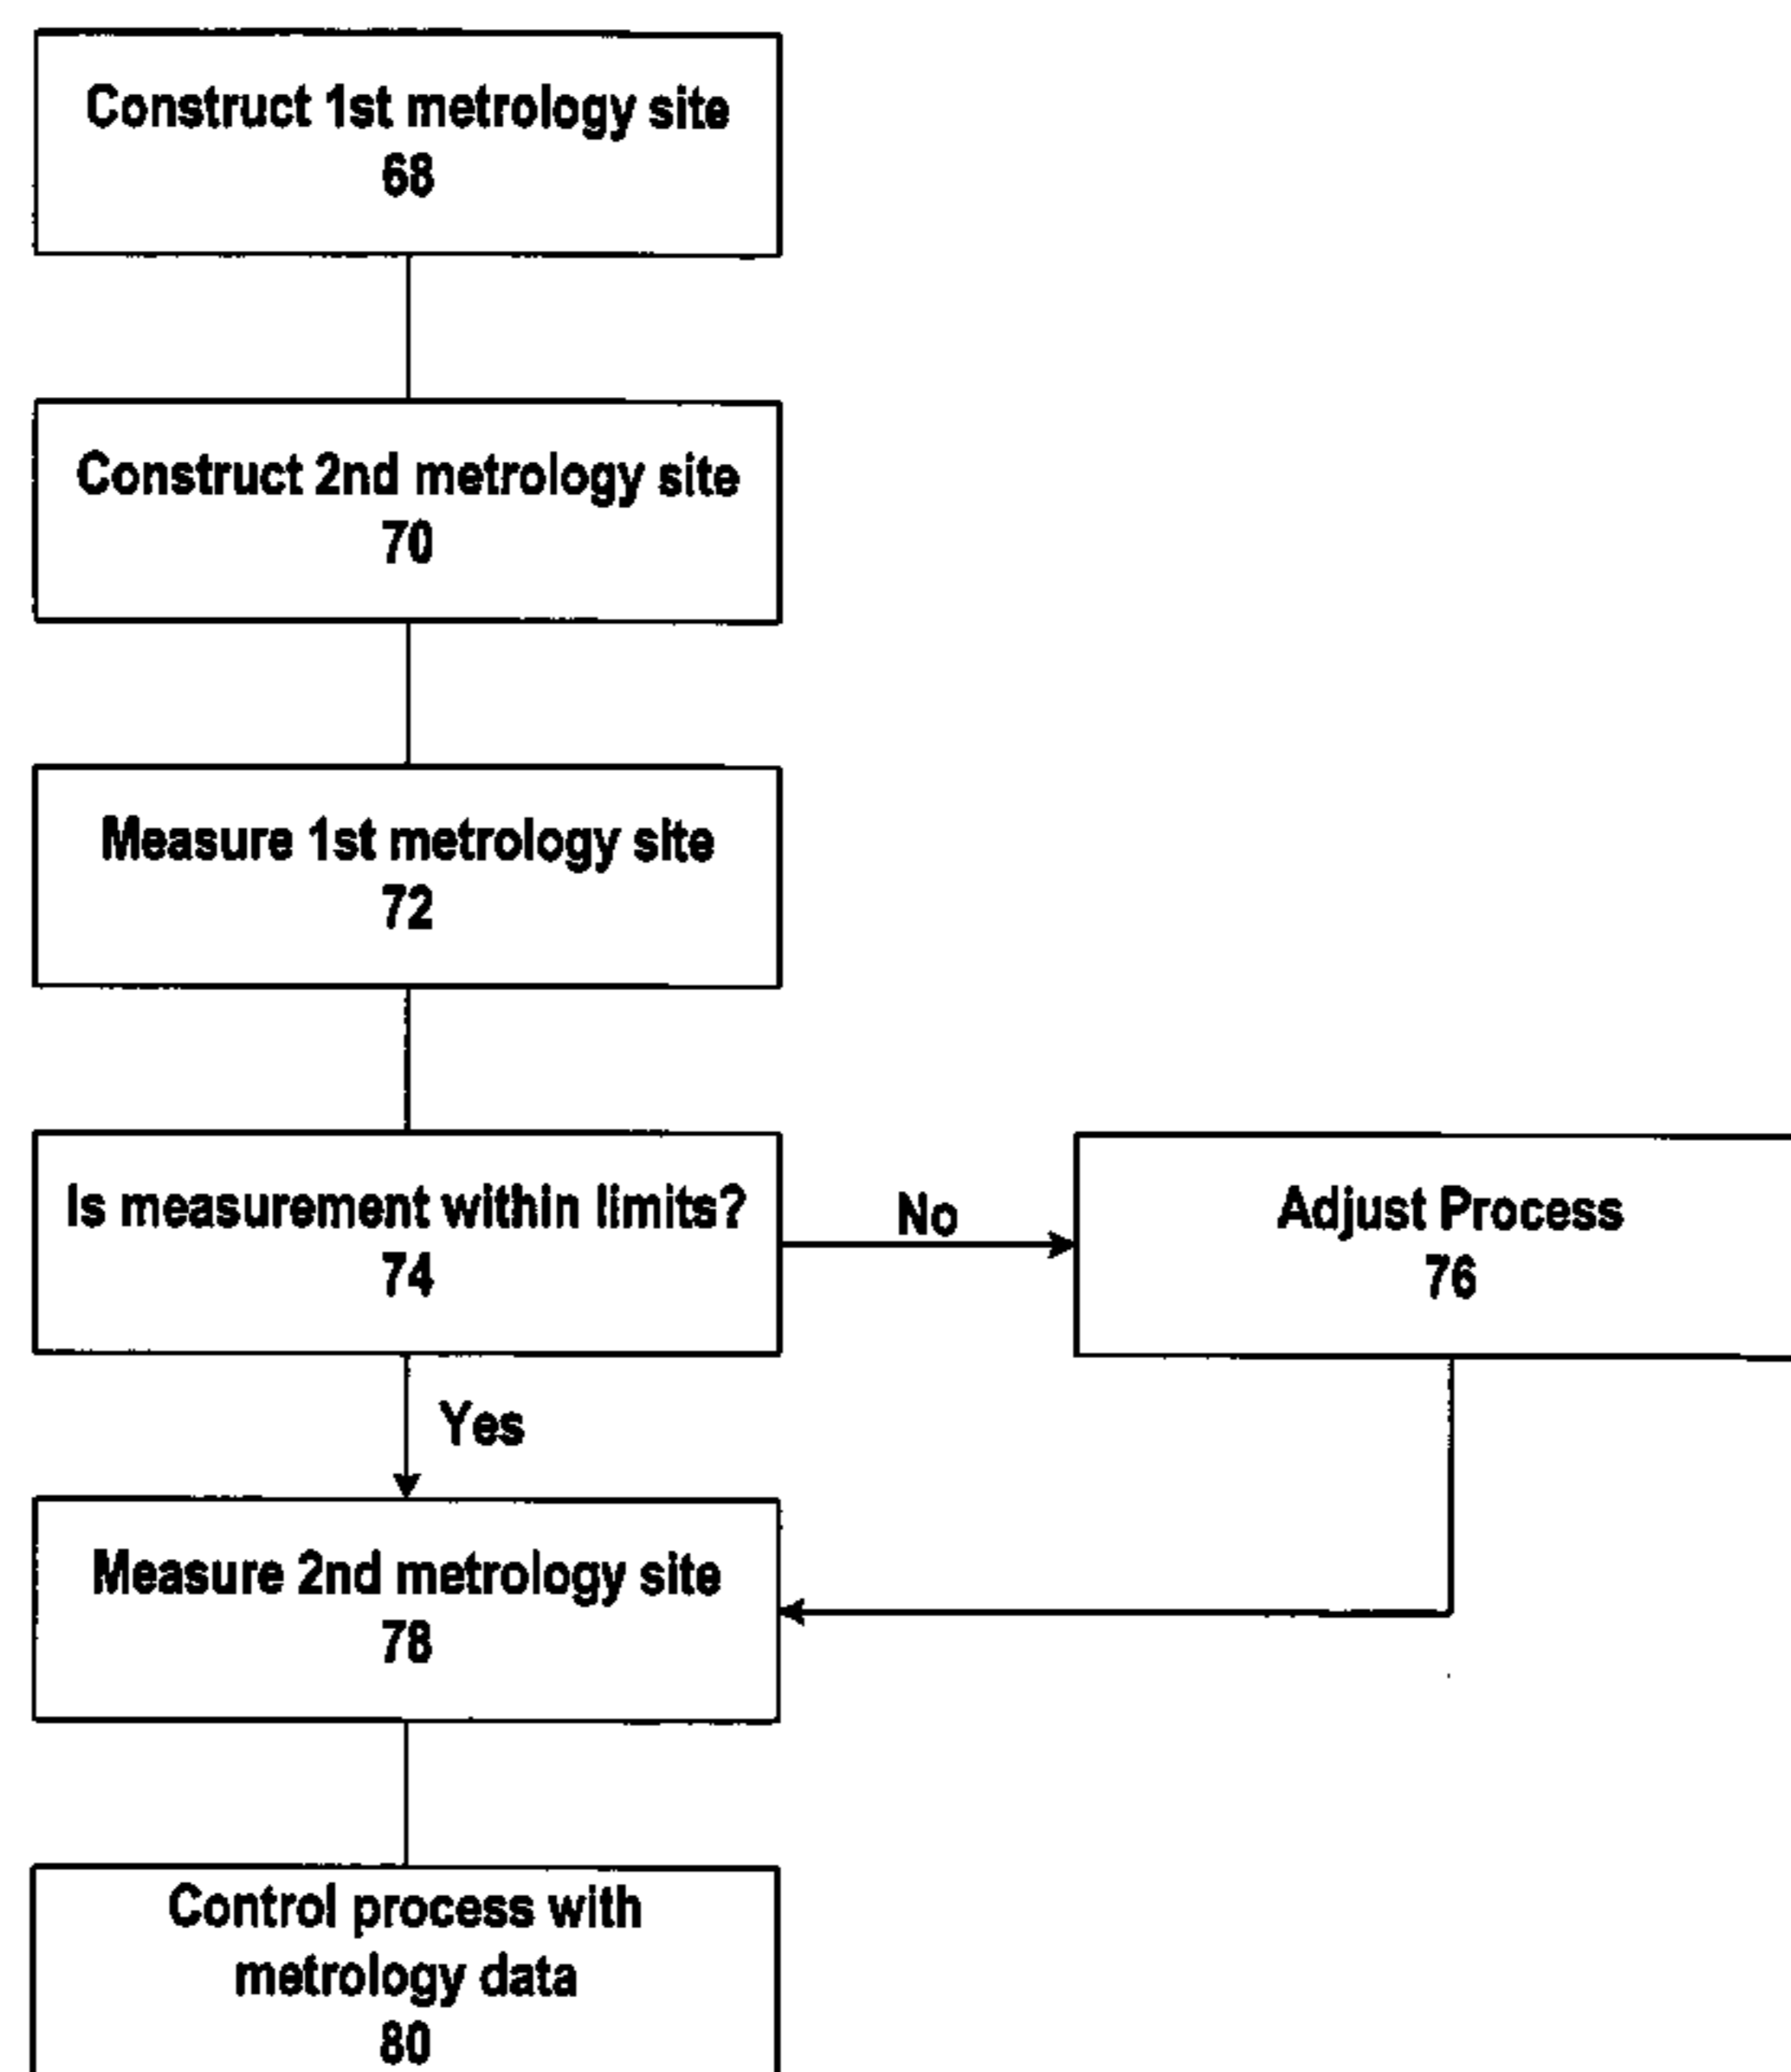 Construct 1st metrology site
68
Construct 2nd metrology site
70
Measure 1st metrology site
72
Is measurement within limits?
74
No
Adjust Process
76
Yes
Measure 2nd metrology site
78
Control process with
metrology data
80